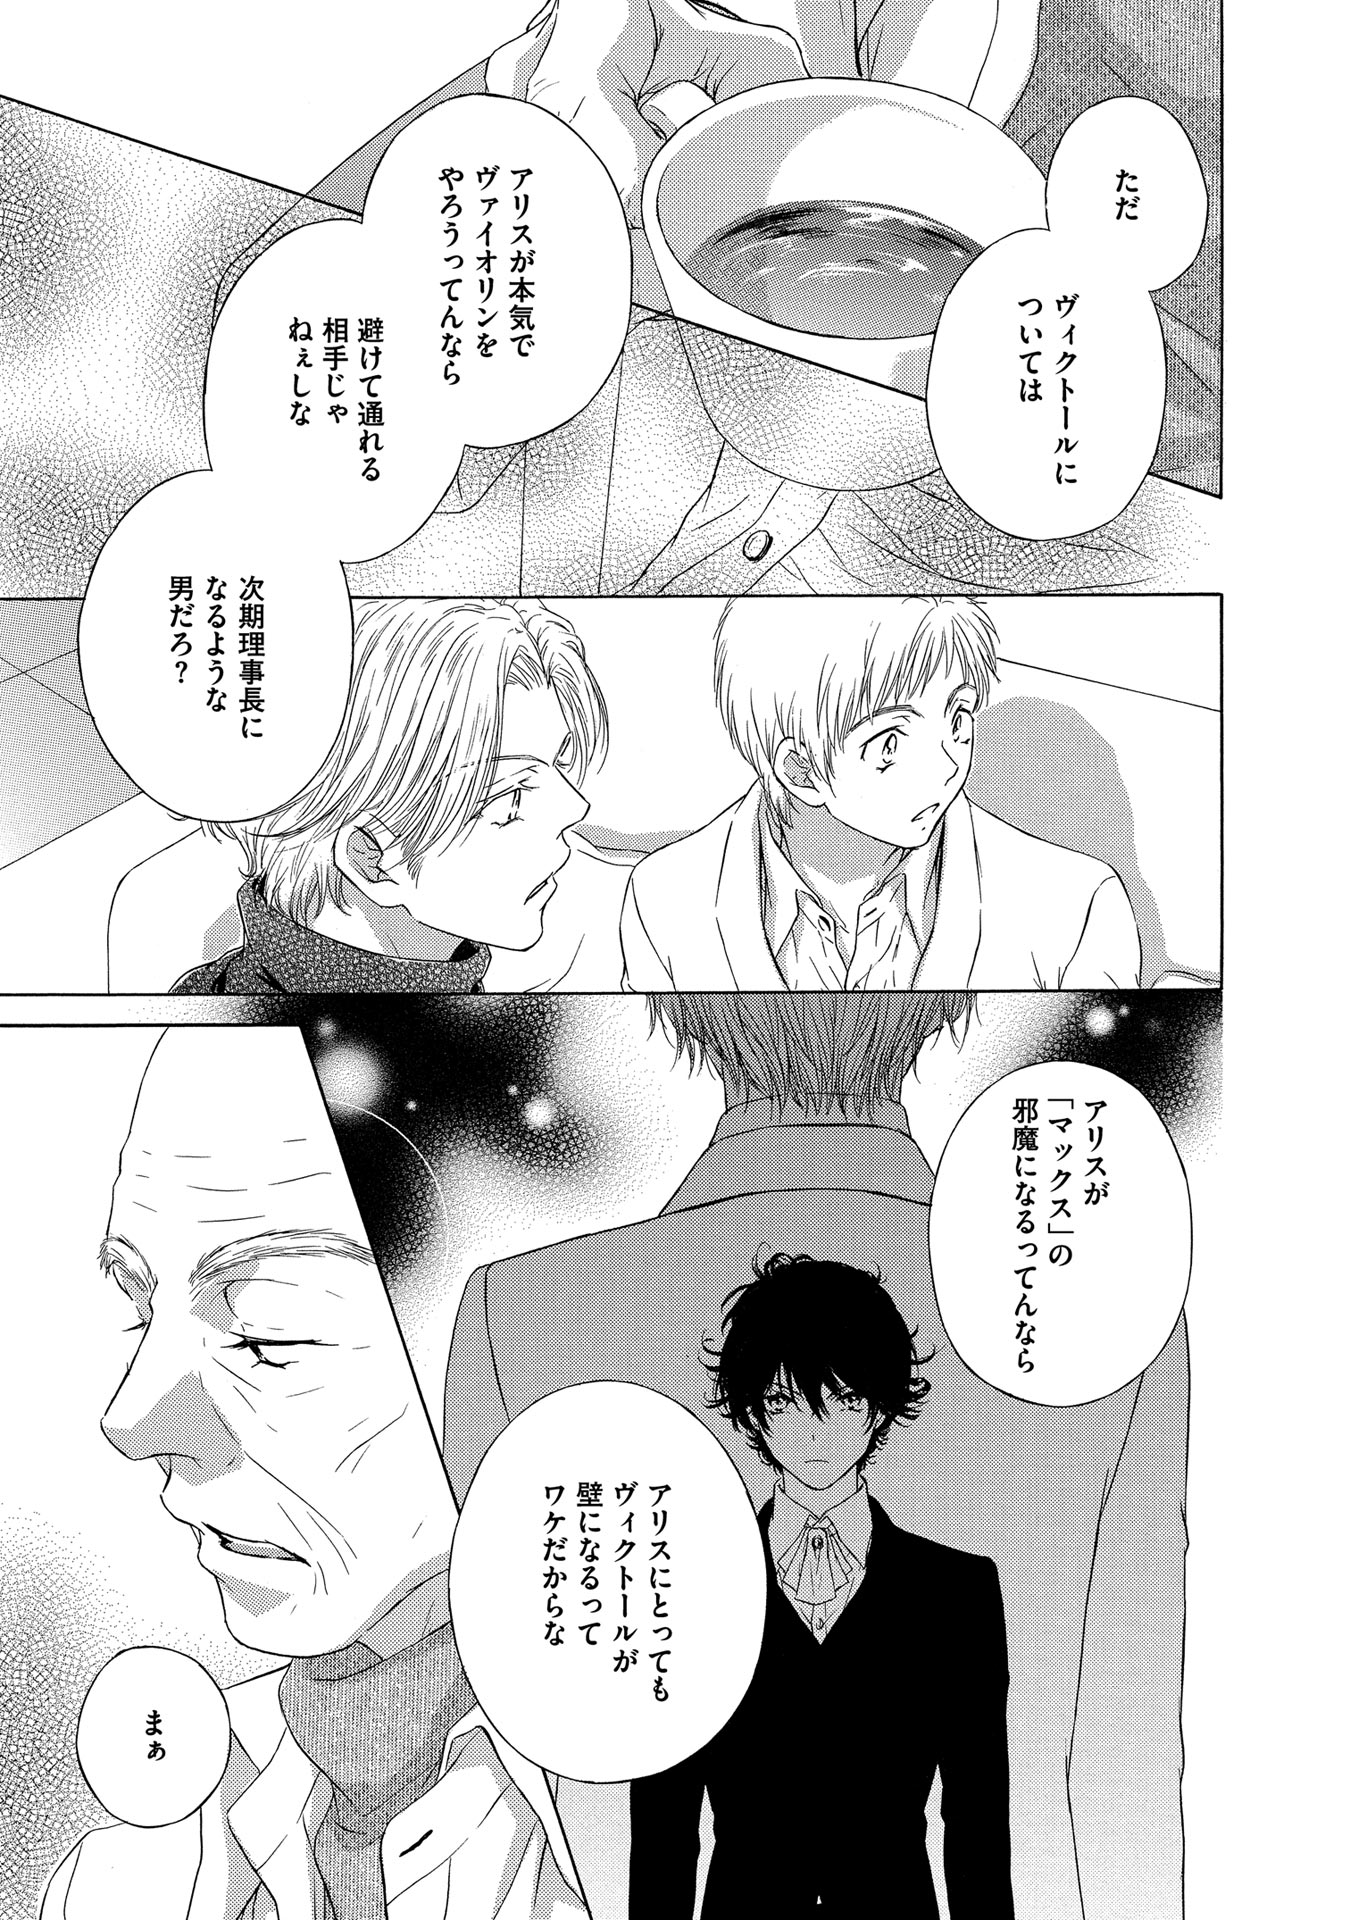 ただ
ヴィクトールに
ついては
アリスが本気で
ヴァイオリンを
やろうってんなら
避けて通れる
相手じゃ
ねぇしな
次期理事長に
なるような
男だろ？
アリスが
「マックス」の
邪魔になるってんなら
アリスにとっても
ヴィクトールが
壁になるって
ワケだからな
まぁ